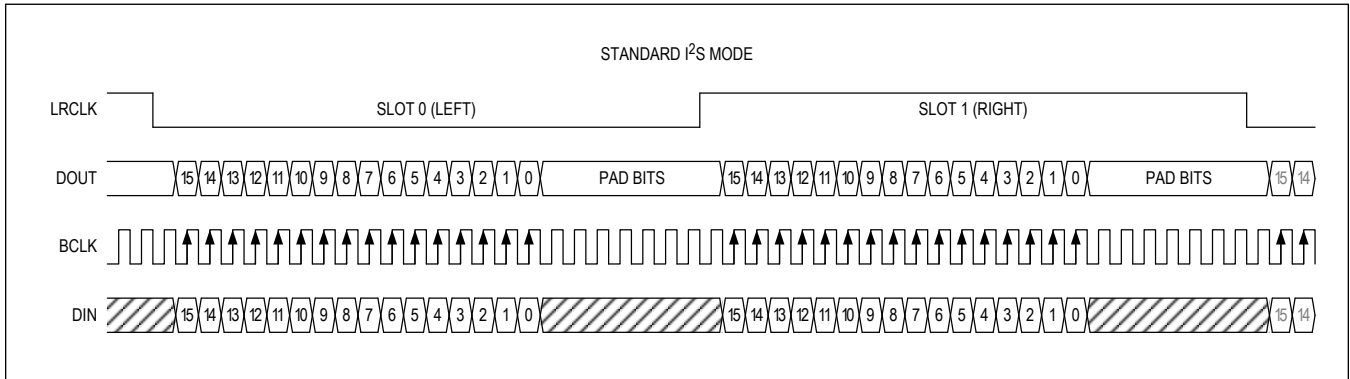 STANDARD I²S MODE
LRCLK SLOT 0 (LEFT) SLOT 1 (RIGHT)
DOUT 15 14 13 12 11 10 9 8 7 6 5 4 3 2 1 0 PAD BITS 15 14 13 12 11 10 9 8 7 6 5 4 3 2 1 0 PAD BITS 15 14
BCLK
DIN 15 14 13 12 11 10 9 8 7 6 5 4 3 2 1 0 15 14 13 12 11 10 9 8 7 6 5 4 3 2 1 0 15 14